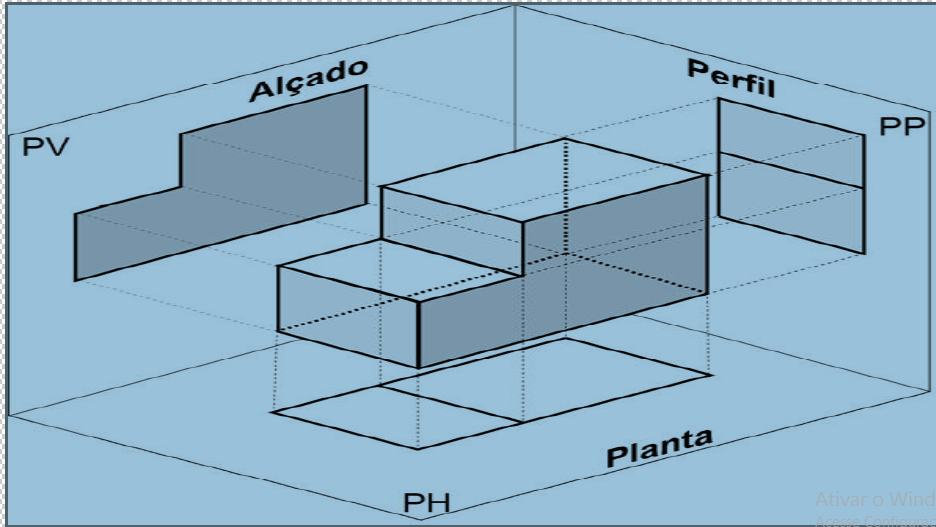 Alçado
Perfil
PV
PP
Planta
PH
Ativar o Wind